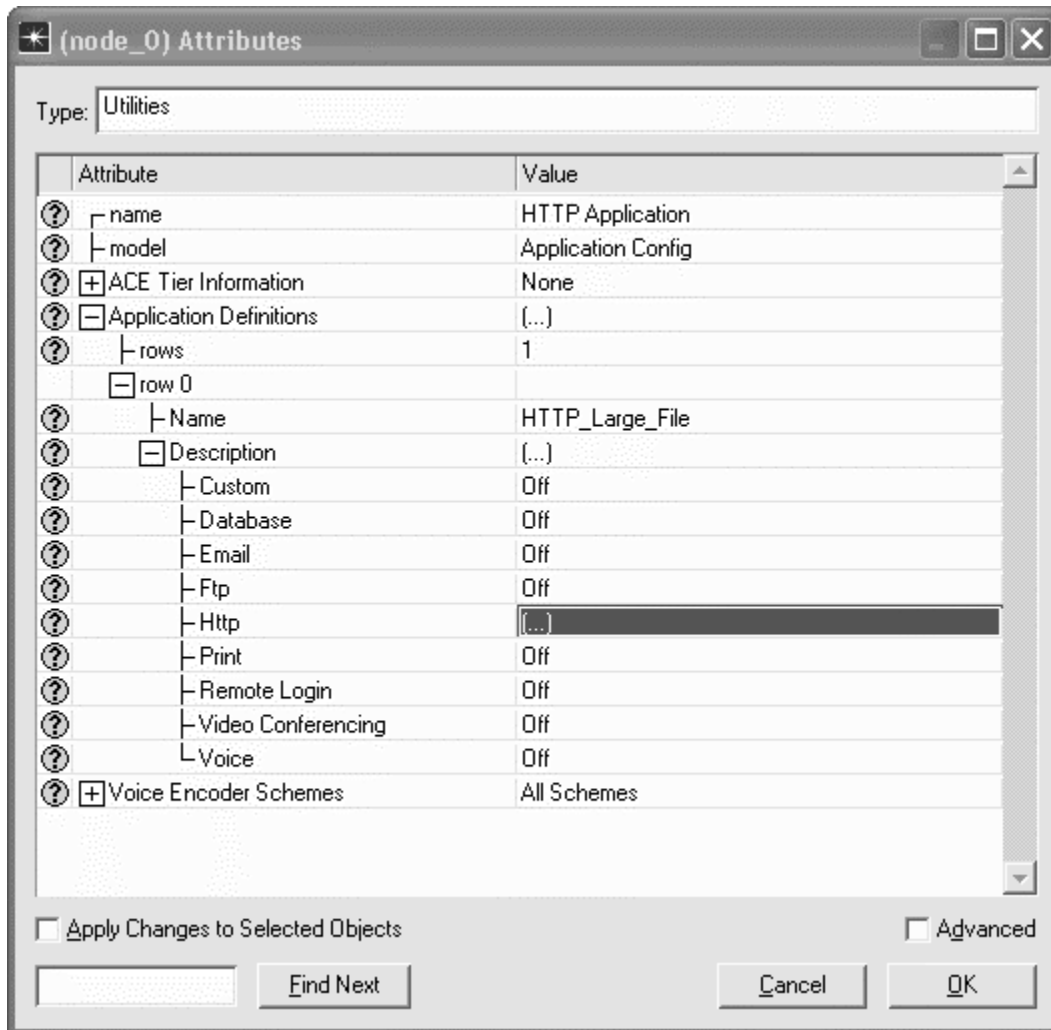 (node_0) Attributes
Type: Utilities
Attribute Value
name HTTP Application
model Application Config
ACE Tier Information None
Application Definitions (...)
rows 1
row 0
Name HTTP_Large_File
Description (...)
Custom Off
Database Off
Email Off
Ftp Off
Http (...)
Print Off
Remote Login Off
Video Conferencing Off
Voice Off
Voice Encoder Schemes All Schemes
Apply Changes to Selected Objects Advanced
Find Next Cancel OK